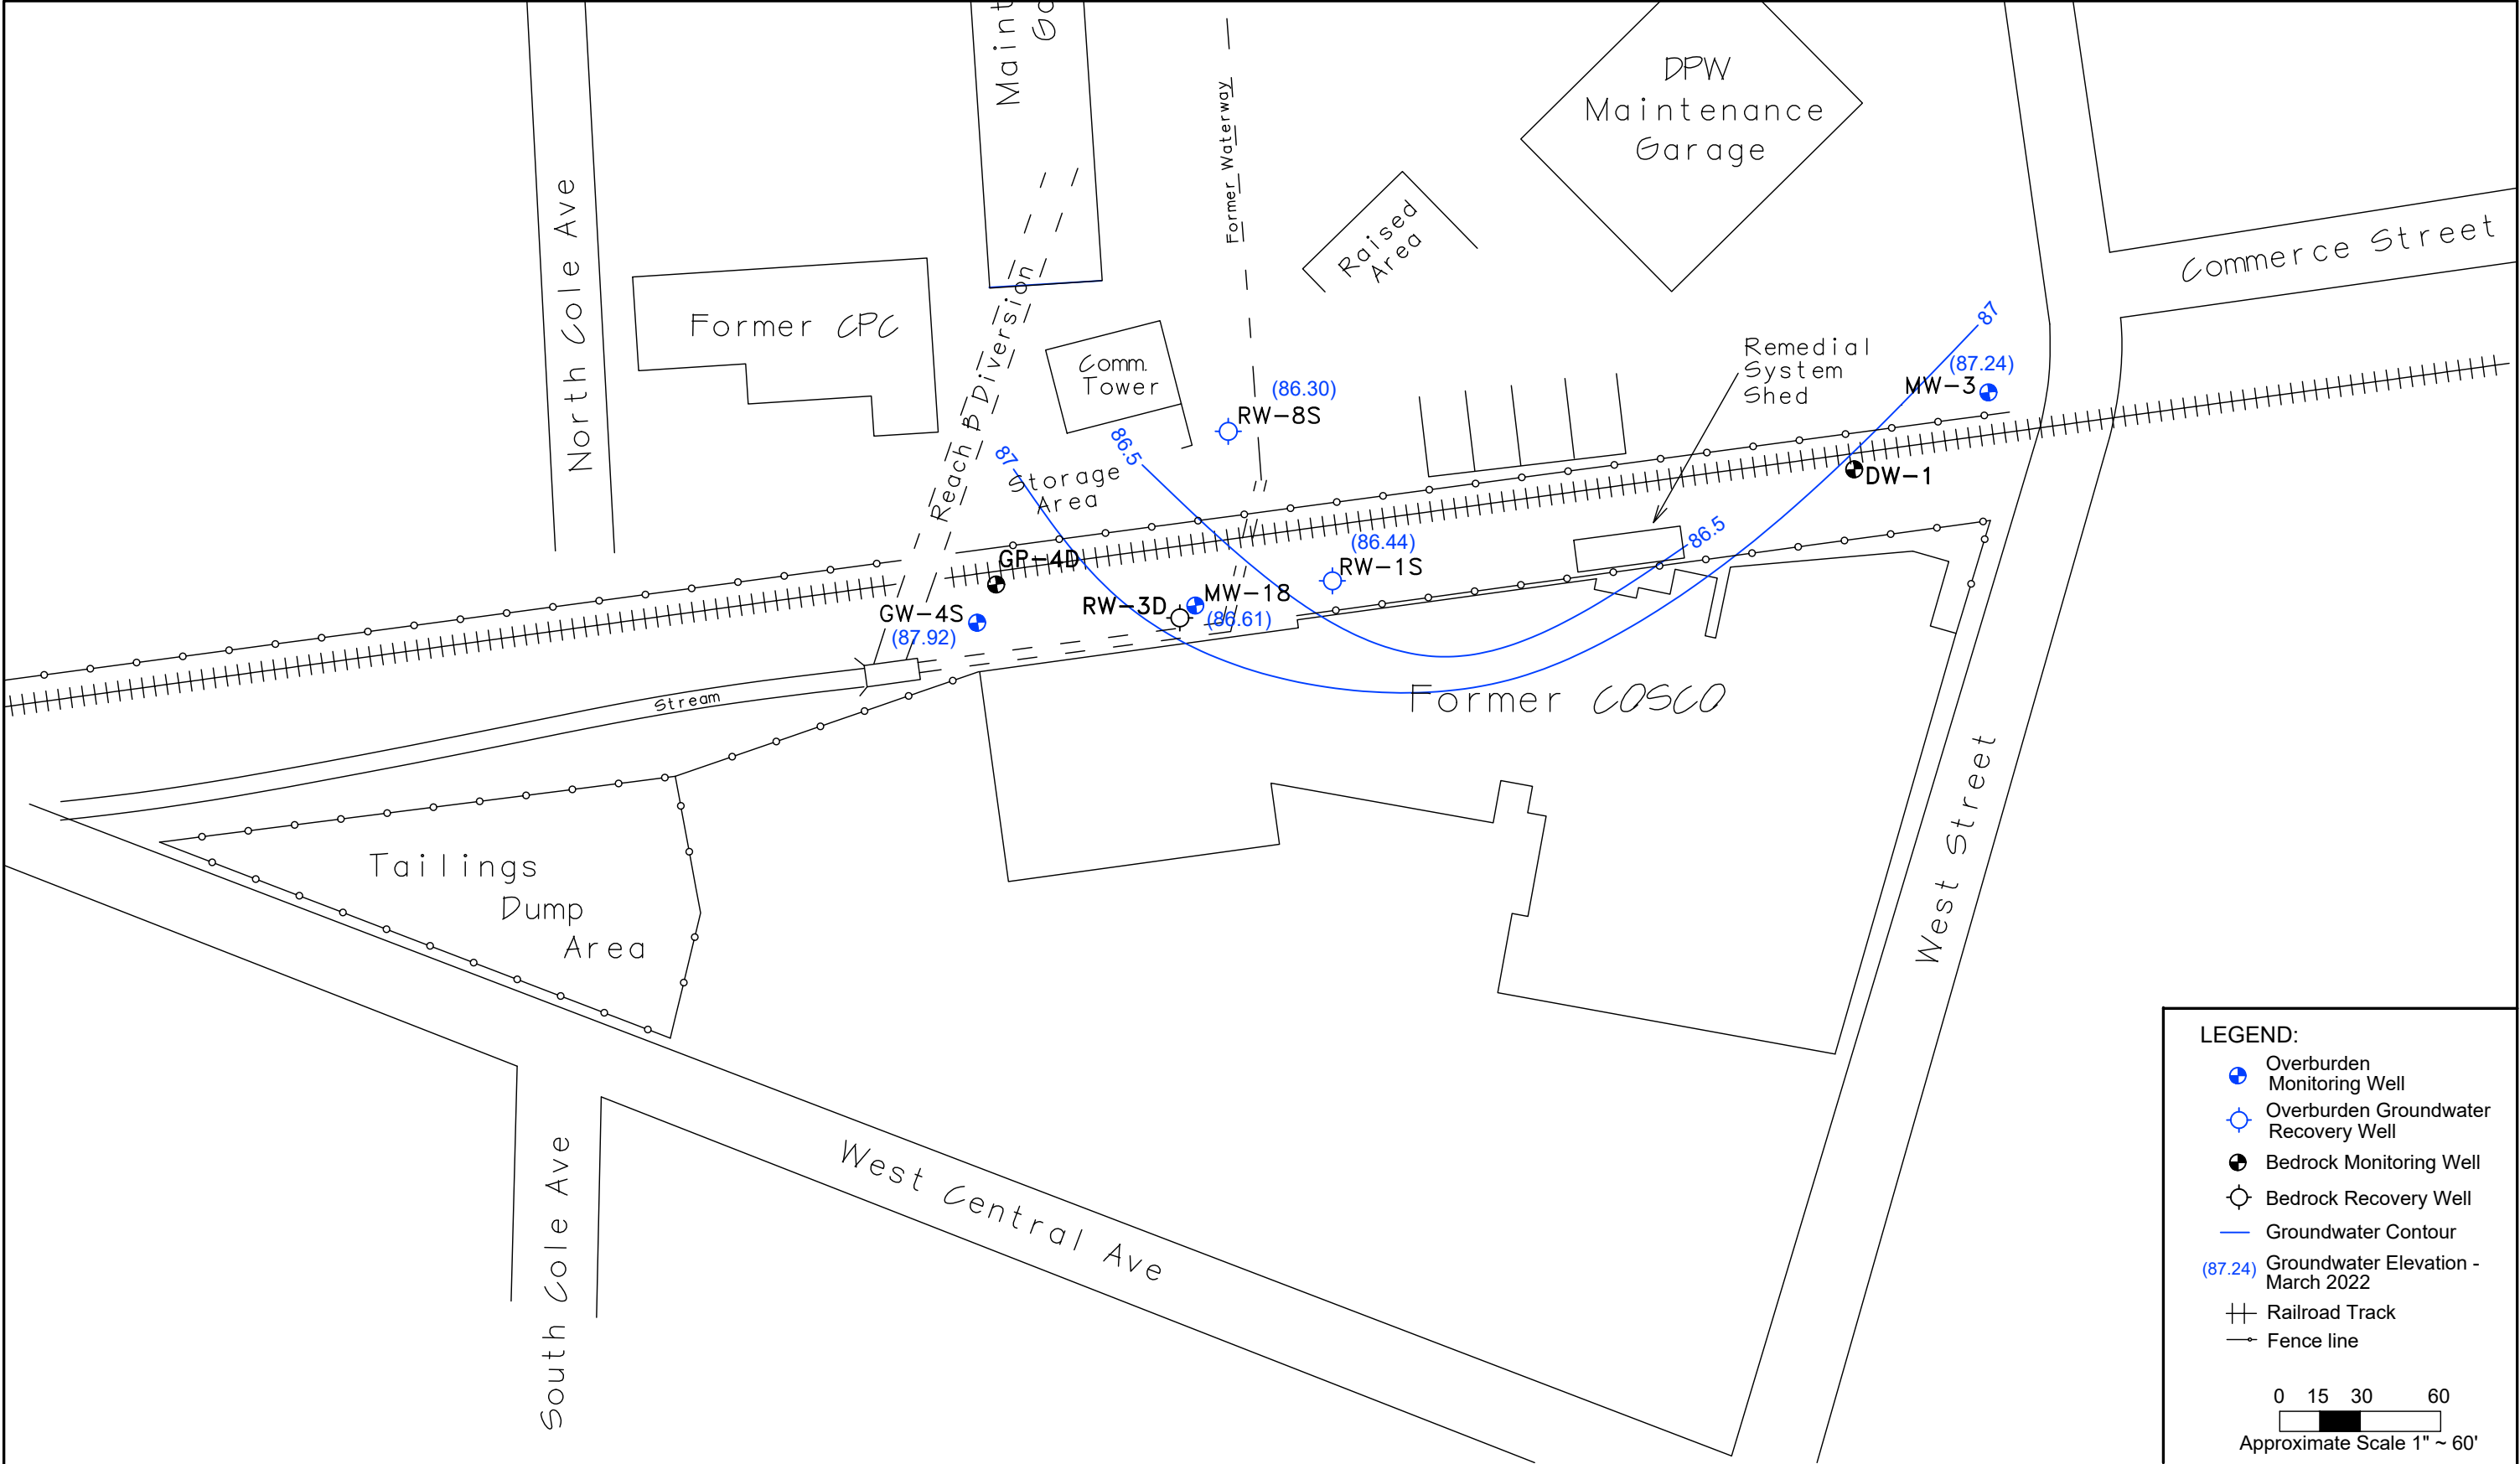 Maint
Ga
DPW
Maintenance
Garage
Former Waterway
North Cole Ave
Raised
Area
Commerce Street
Former CPC
Reach B Diversion
Comm.
Tower
Remedial
System
Shed
87
(87.24)
MW-3
(86.30)
RW-8S
86.5
87
Storage
Area
DW-1
86.5
(86.44)
RW-1S
GP-4D
MW-18
RW-3D
(86.61)
GW-4S
(87.92)
Stream
Former COSCO
Tailings
Dump
Area
West Street
West Central Ave
South Cole Ave
LEGEND:
Overburden
Monitoring Well
Overburden Groundwater
Recovery Well
Bedrock Monitoring Well
Bedrock Recovery Well
Groundwater Contour
(87.24) Groundwater Elevation -
March 2022
Railroad Track
Fence line
0 15 30 60
Approximate Scale 1" ~ 60'